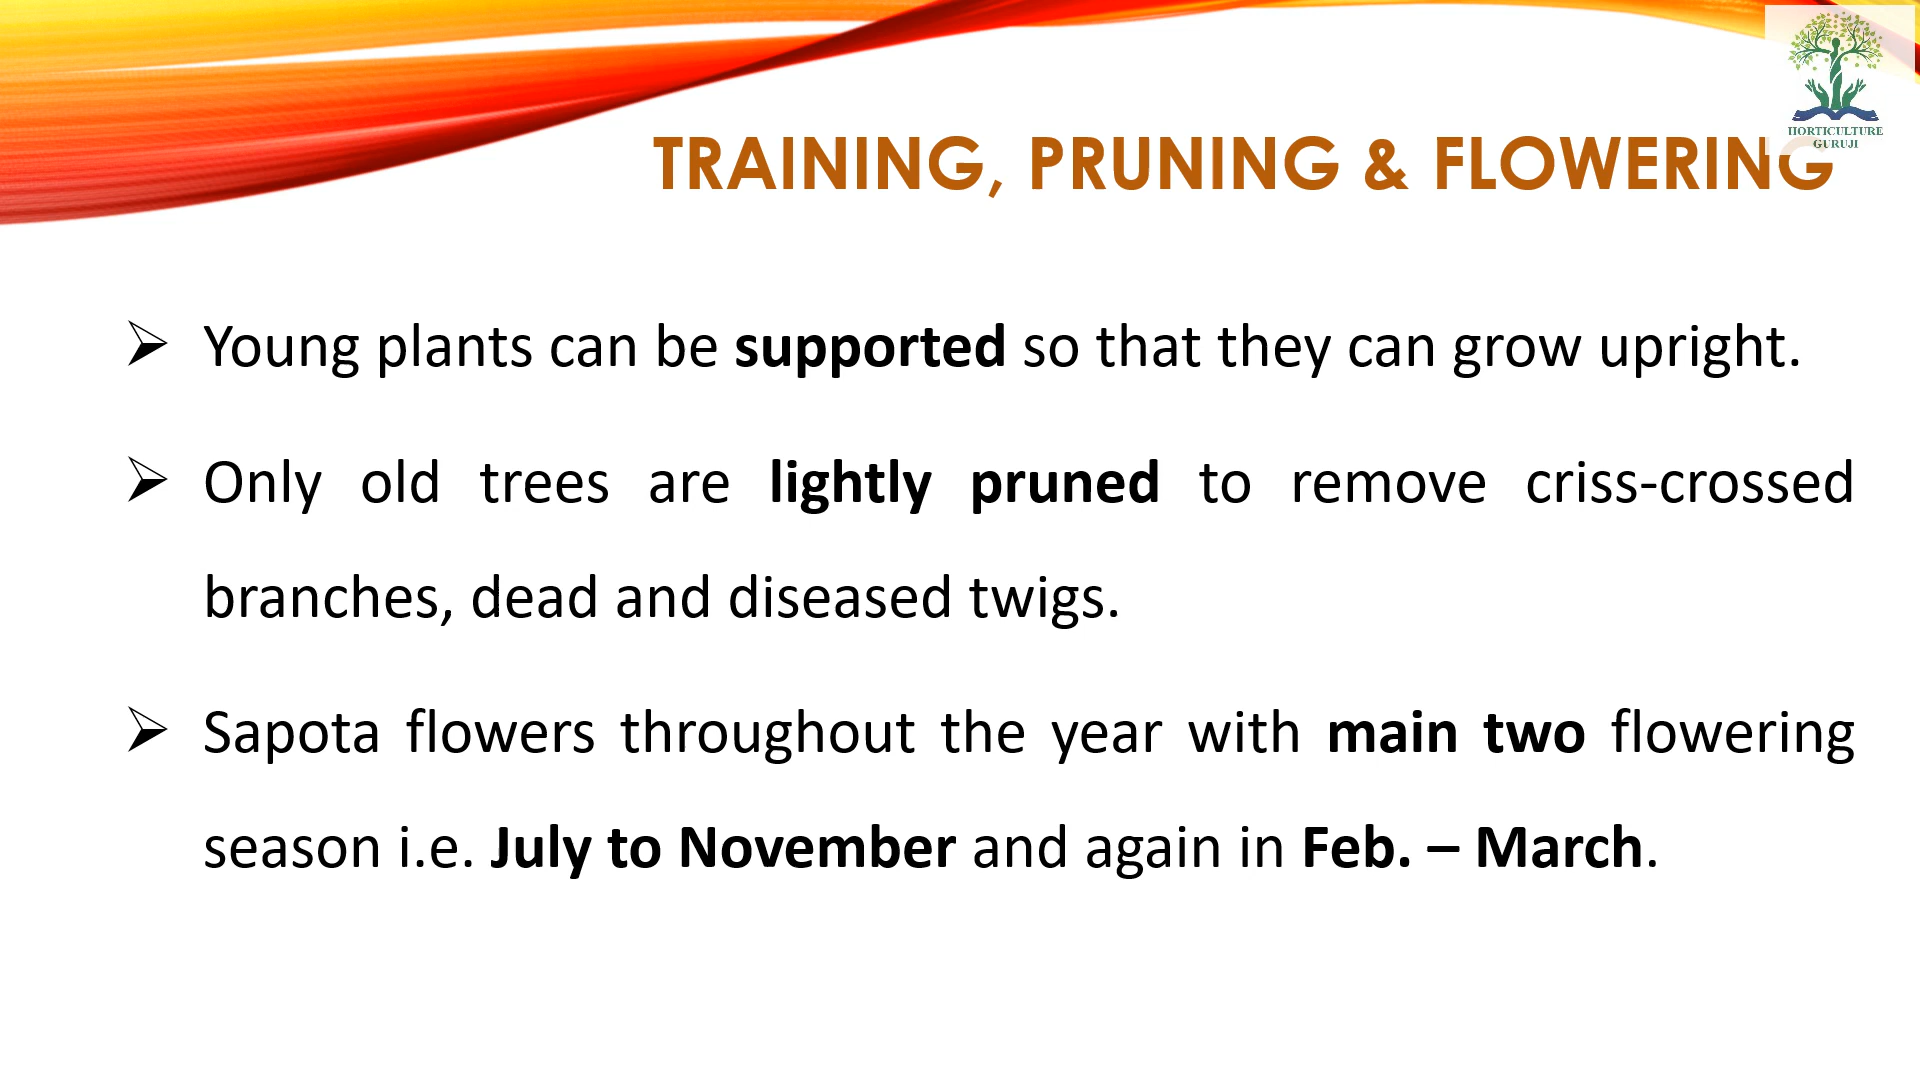 HORTICULTURE
GURUJI
TRAINING, PRUNING & FLOWERING
➢ Young plants can be supported so that they can grow upright.
➢ Only old trees are lightly pruned to remove criss-crossed
branches, dead and diseased twigs.
➢ Sapota flowers throughout the year with main two flowering
season i.e. July to November and again in Feb. – March.